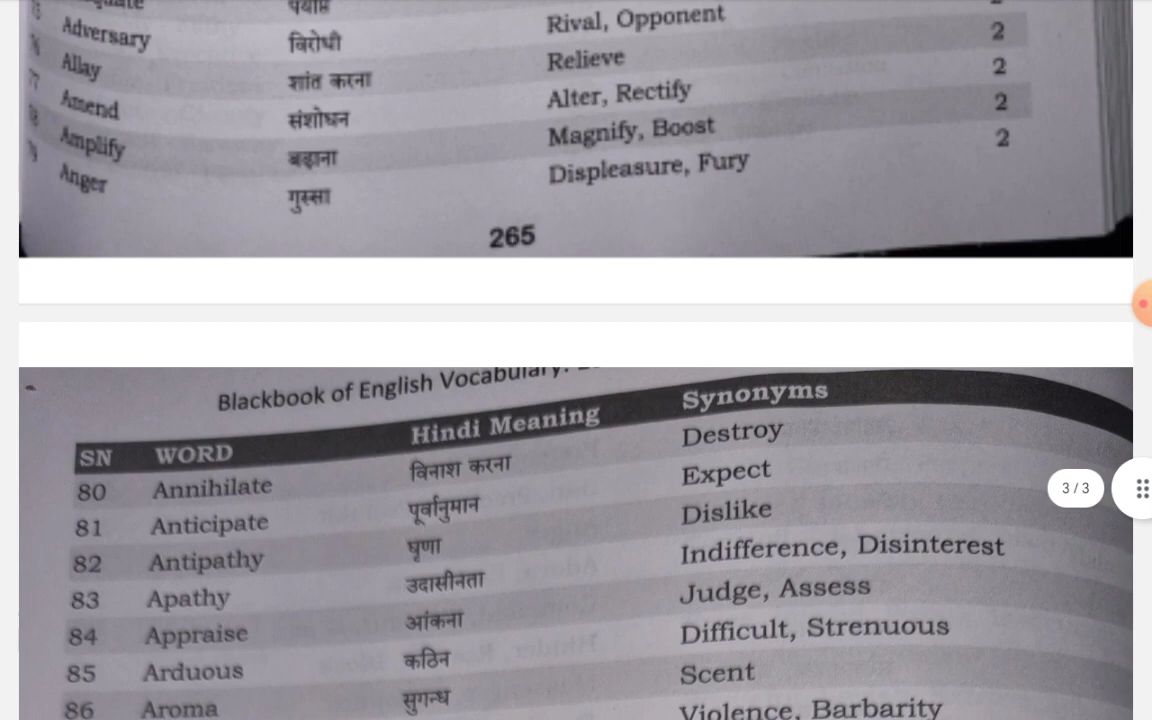 पर्याप्त
Adversary विरोधी Rival, Opponent 2
Allay शांत करना Relieve 2
Amend संशोधन Alter, Rectify 2
Amplify बढ़ाना Magnify, Boost 2
Anger गुस्सा Displeasure, Fury
265
Blackbook of English Vocabulary:
SN WORD Hindi Meaning Synonyms
80 Annihilate विनाश करना Destroy
81 Anticipate पूर्वानुमान Expect
82 Antipathy घृणा Dislike
83 Apathy उदासीनता Indifference, Disinterest
84 Appraise आंकना Judge, Assess
85 Arduous कठिन Difficult, Strenuous
86 Aroma सुगन्ध Scent
Violence, Barbarity
3 / 3